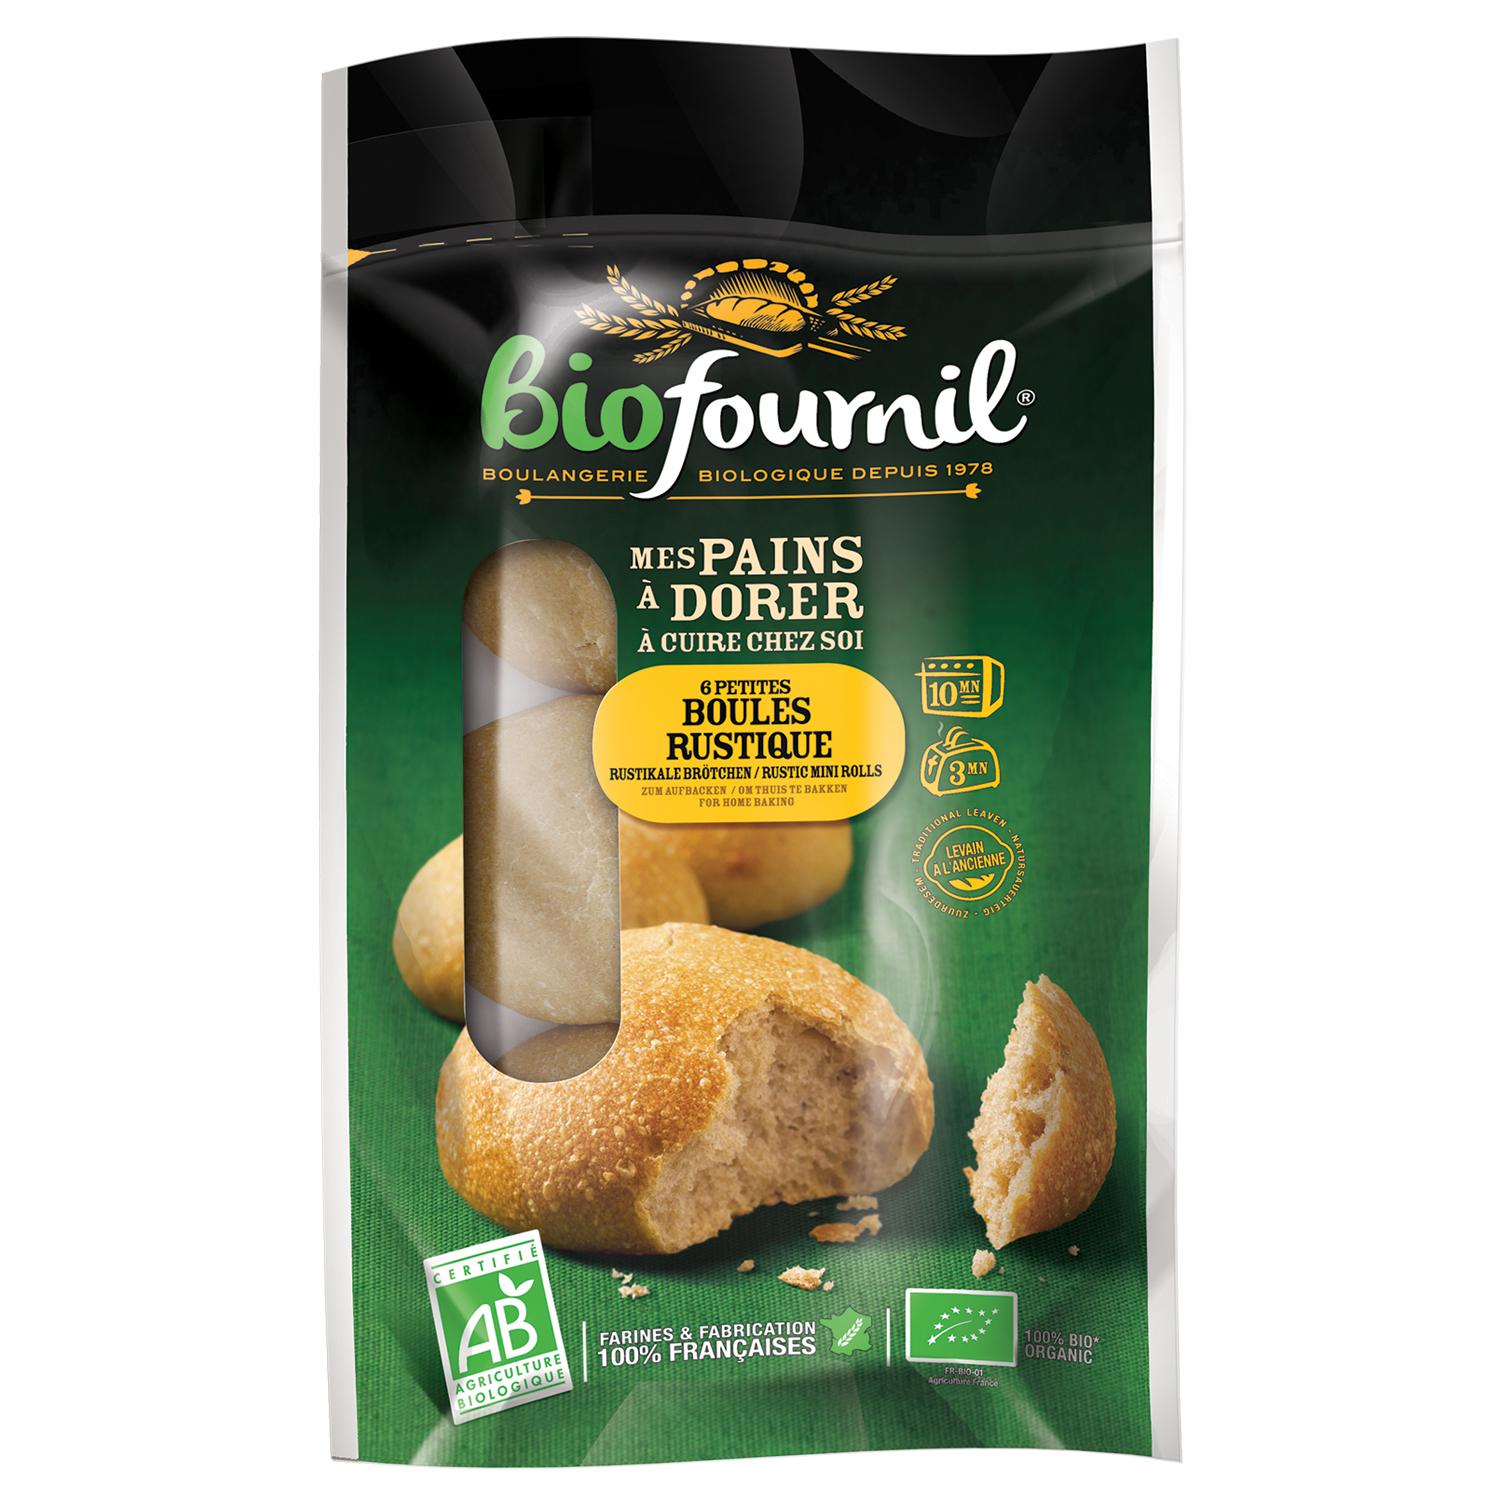 biofournil®
BOULANGERIE BIOLOGIQUE DEPUIS 1978
MES PAINS
À DORER
À CUIRE CHEZ SOI
6 PETITES
BOULES
RUSTIQUE
RUSTIKALE BRÖTCHEN / RUSTIC MINI ROLLS
ZUM AUFBACKEN / OM THUIS TE BAKKEN
FOR HOME BAKING
10 MN
3 MN
TRADITIONAL LEAVEN - NATURSAUERTEIG - ZUURDESEM -
LEVAIN
A L'ANCIENNE
CERTIFIÉ
AB
AGRICULTURE
BIOLOGIQUE
FARINES & FABRICATION
100% FRANÇAISES
FR-BIO-01
Agriculture France
100% BIO*
ORGANIC